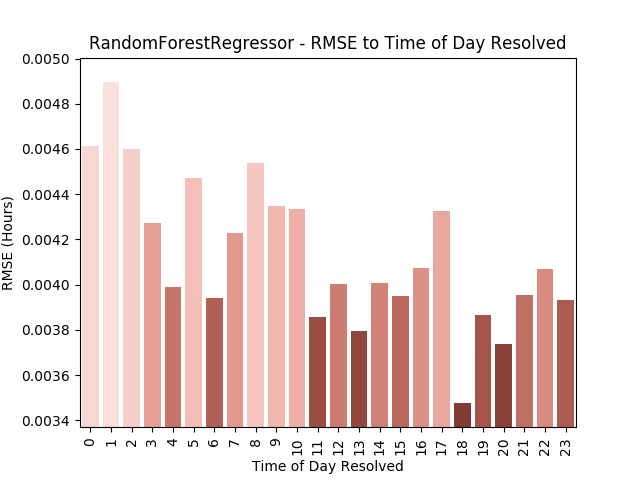 RandomForestRegressor - RMSE to Time of Day Resolved
0.0050
0.0048
0.0046
0.0044
0.0042
0.0040
0.0038
0.0036
0.0034
RMSE (Hours)
0 1 2 3 4 5 6 7 8 9 10 11 12 13 14 15 16 17 18 19 20 21 22 23
Time of Day Resolved